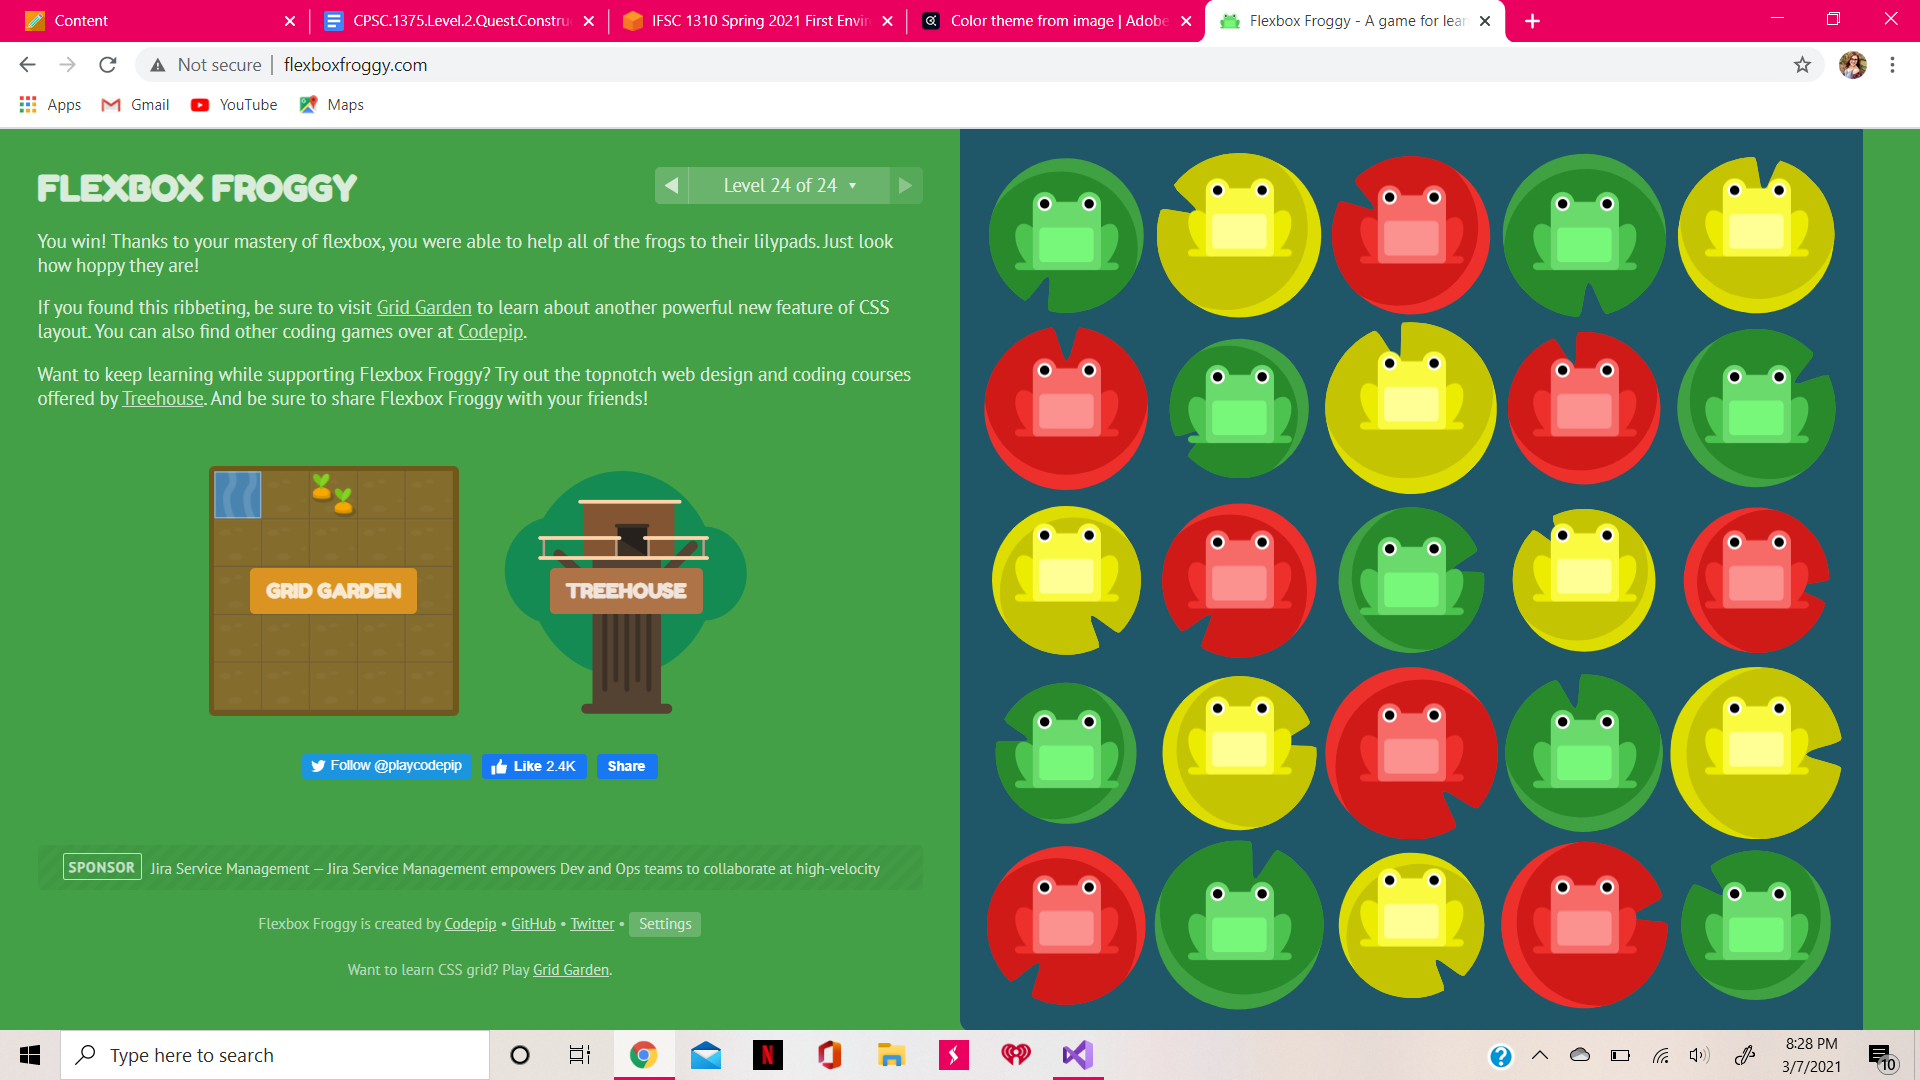 Content
CPSC.1375.Level.2.Quest.Constru
IFSC 1310 Spring 2021 First Envir
Color theme from image | Adobe
Flexbox Froggy - A game for lear
Not secure | flexboxfroggy.com
Apps
Gmail
YouTube
Maps
FLEXBOX FROGGY
Level 24 of 24
You win! Thanks to your mastery of flexbox, you were able to help all of the frogs to their lilypads. Just look
how hoppy they are!
If you found this ribbeting, be sure to visit Grid Garden to learn about another powerful new feature of CSS
layout. You can also find other coding games over at Codepip.
Want to keep learning while supporting Flexbox Froggy? Try out the topnotch web design and coding courses
offered by Treehouse. And be sure to share Flexbox Froggy with your friends!
GRID GARDEN
TREEHOUSE
Follow @playcodepip
Like 2.4K
Share
SPONSOR Jira Service Management — Jira Service Management empowers Dev and Ops teams to collaborate at high-velocity
Flexbox Froggy is created by Codepip • GitHub • Twitter • Settings
Want to learn CSS grid? Play Grid Garden.
Type here to search
8:28 PM
3/7/2021
10